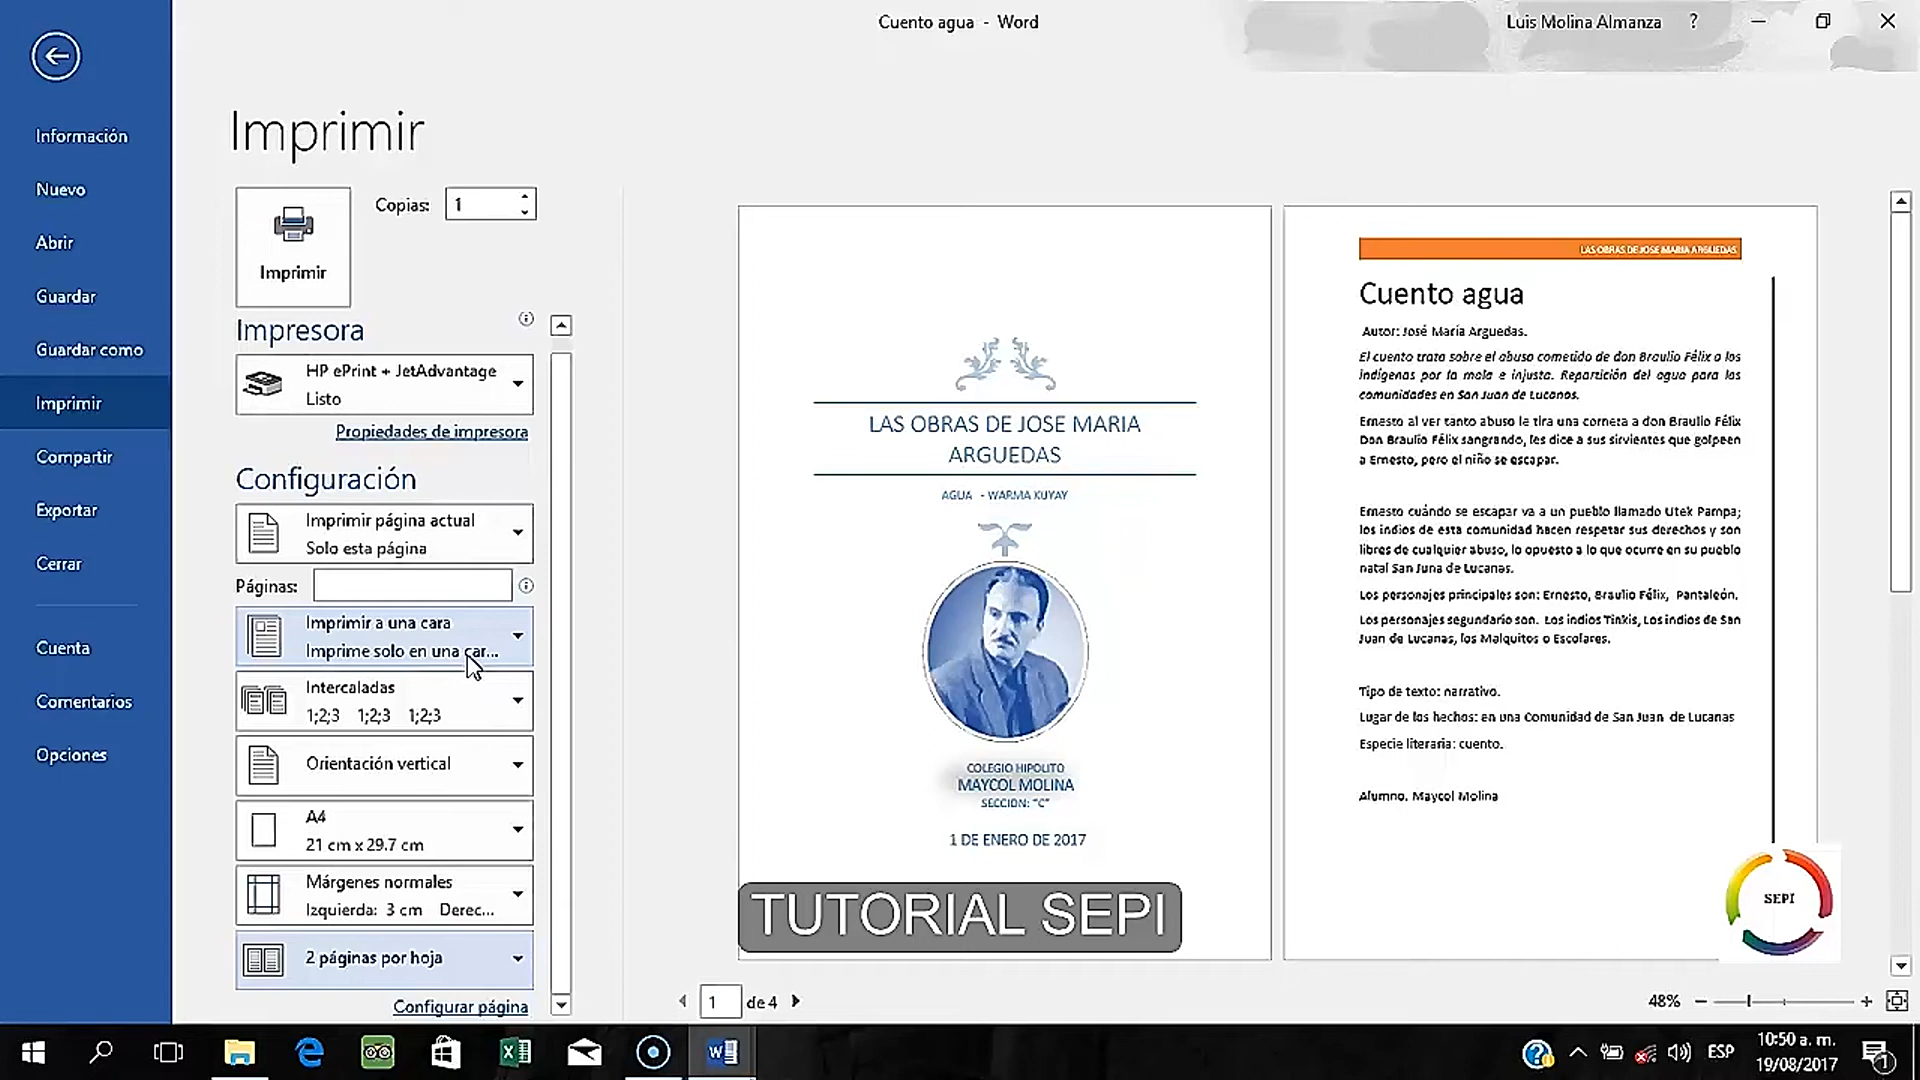 Cuento agua - Word
Luis Molina Almanza
?
Información
Nuevo
Abrir
Guardar
Guardar como
Imprimir
Compartir
Exportar
Cerrar
Cuenta
Comentarios
Opciones
Imprimir
Imprimir
Copias: 1
Impresora
HP ePrint + JetAdvantage
Listo
Propiedades de impresora
Configuración
Imprimir página actual
Solo esta página
Páginas:
Imprimir a una cara
Imprime solo en una car...
Intercaladas
1;2;3 1;2;3 1;2;3
Orientación vertical
A4
21 cm x 29.7 cm
Márgenes normales
Izquierda: 3 cm Derec...
2 páginas por hoja
Configurar página
LAS OBRAS DE JOSE MARIA
ARGUEDAS
AGUA - WARMA KUYAY
COLEGIO HIPOLITO
MAYCOL MOLINA
SECCION: "C"
1 DE ENERO DE 2017
TUTORIAL SEPI
LAS OBRAS DE JOSE MARIA ARGUEDAS
Cuento agua
Autor: José María Arguedas.
El cuento trata sobre el abuso cometido de don Braulio Félix a los
indígenas por la mala e injusta. Repartición del agua para las
comunidades en San Juan de Lucanas.
Ernesto al ver tanto abuso le tira una corneta a don Braulio Félix
Don Braulio Félix sangrando, les dice a sus sirvientes que golpeen
a Ernesto, pero el niño se escapar.
Ernesto cuándo se escapar va a un pueblo llamado Utek Pampa;
los indios de esta comunidad hacen respetar sus derechos y son
libres de cualquier abuso, lo opuesto a lo que ocurre en su pueblo
natal San Juna de Lucanas.
Los personajes principales son: Ernesto, Braulio Félix, Pantaleón.
Los personajes segundario son. Los indios Tinkis, Los indios de San
Juan de Lucanas, los Malquitos o Escolares.
Tipo de texto: narrativo.
Lugar de los hechos: en una Comunidad de San Juan de Lucanas
Especie literaria: cuento.
Alumno. Maycol Molina
SEPI
1 de 4
48%
ESP
10:50 a. m.
19/08/2017
1